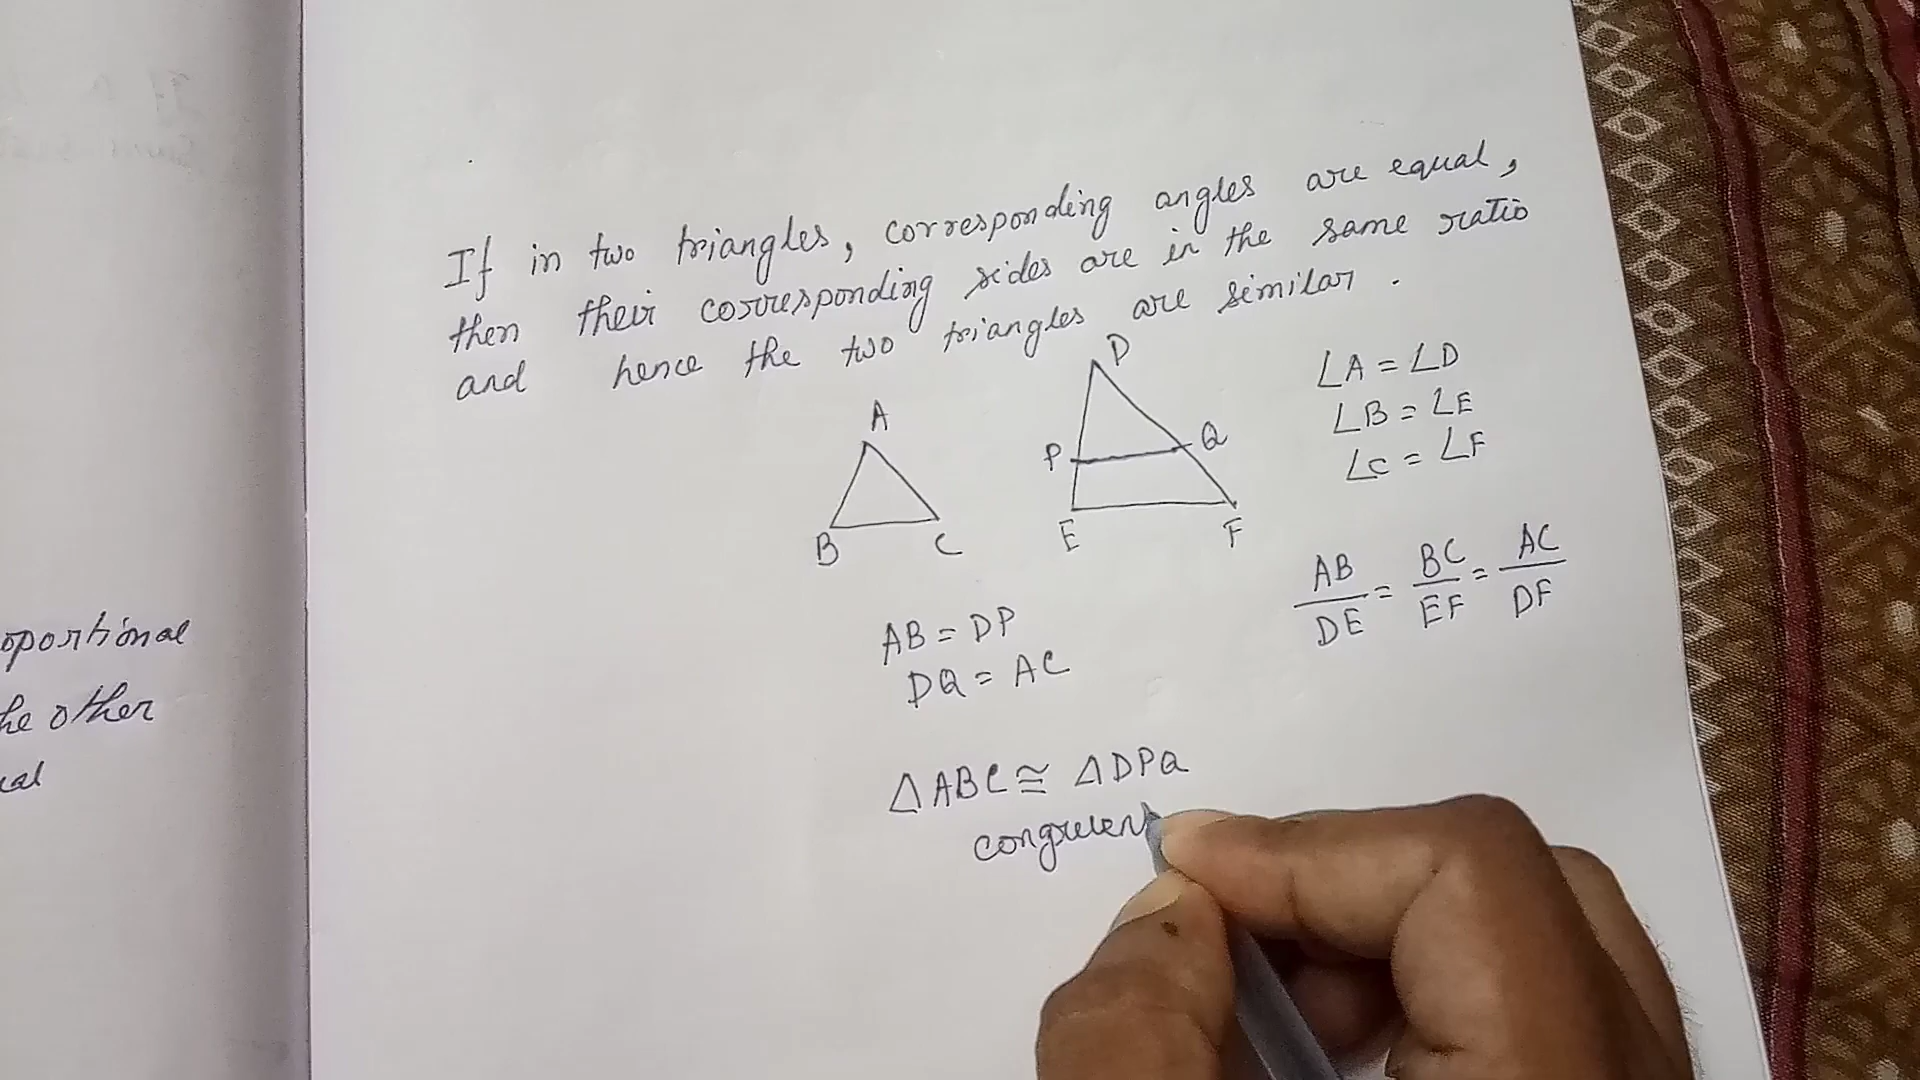 If in two triangles, corresponding angles are equal,
then their corresponding sides are in the same ratio
and hence the two triangles are similar.
A
B
C
D
P
Q
E
F
∠A = ∠D
∠B = ∠E
∠C = ∠F
AB/DE = BC/EF = AC/DF
AB = DP
DQ = AC
△ABC ≅ △DPQ
congruen
oportional
he other